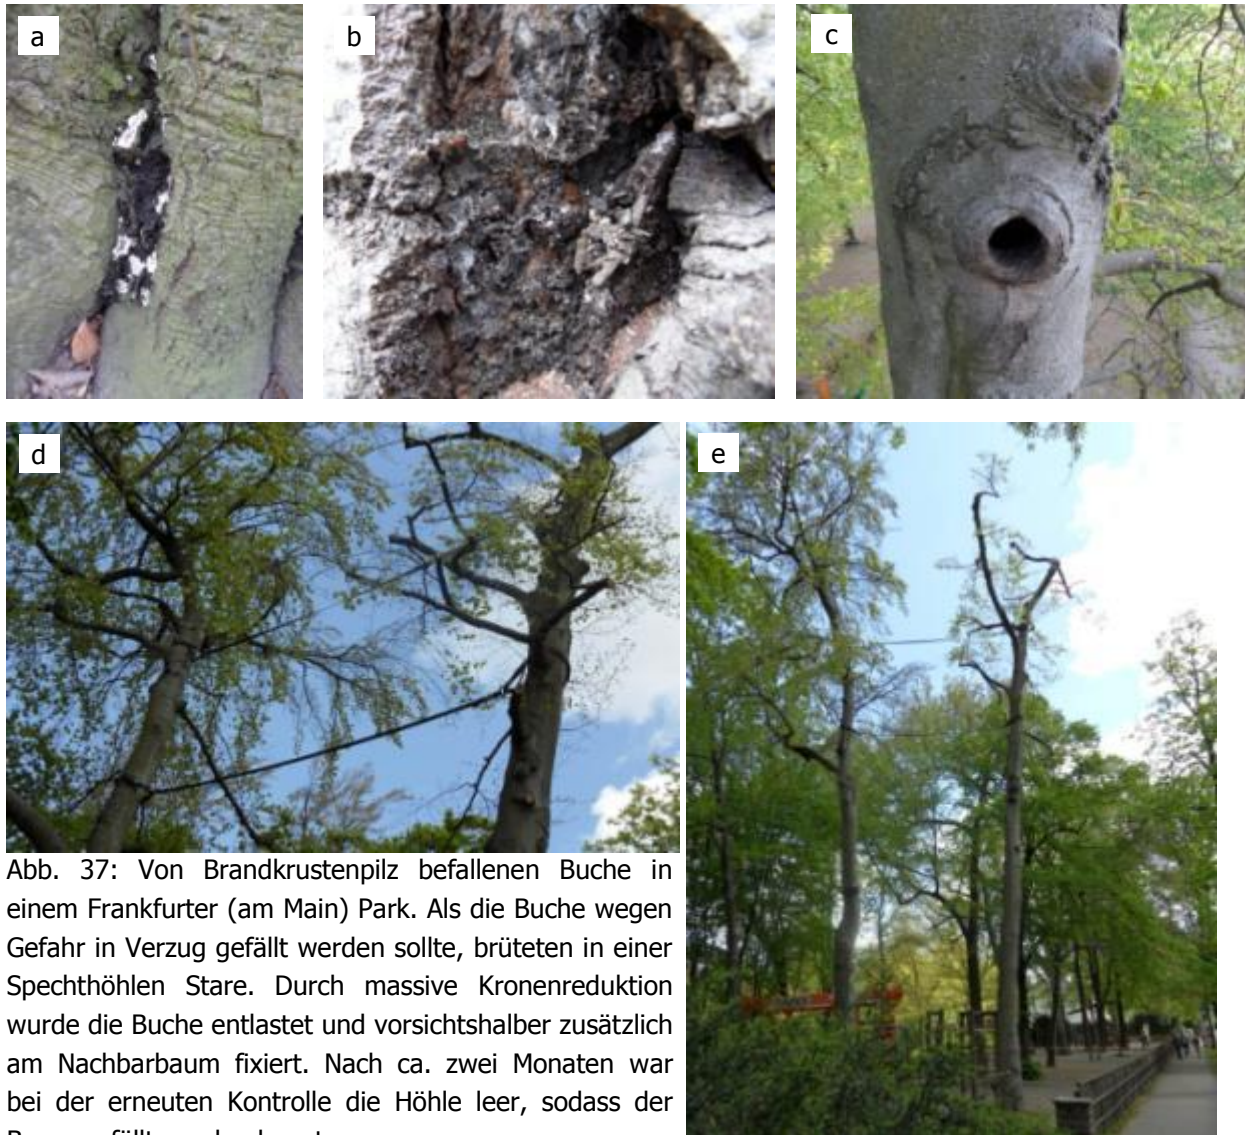 a
b
c
d
e
Abb. 37: Von Brandkrustenpilz befallenen Buche in
einem Frankfurter (am Main) Park. Als die Buche wegen
Gefahr in Verzug gefällt werden sollte, brüteten in einer
Spechthöhlen Stare. Durch massive Kronenreduktion
wurde die Buche entlastet und vorsichtshalber zusätzlich
am Nachbarbaum fixiert. Nach ca. zwei Monaten war
bei der erneuten Kontrolle die Höhle leer, sodass der